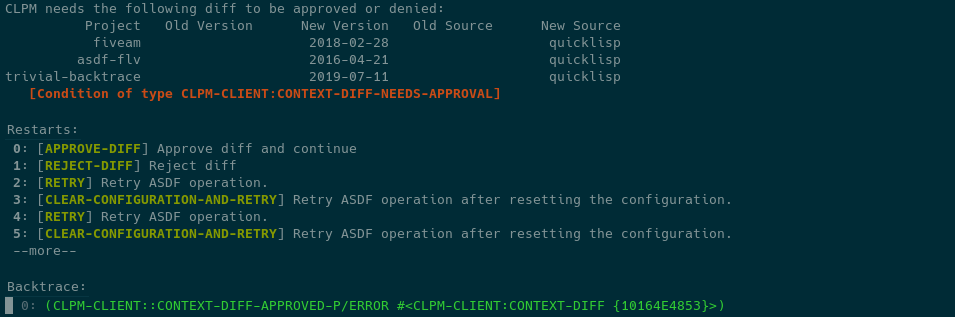 CLPM needs the following diff to be approved or denied:
Project Old Version New Version Old Source New Source
fiveam 2018-02-28 quicklisp
asdf-flv 2016-04-21 quicklisp
trivial-backtrace 2019-07-11 quicklisp
[Condition of type CLPM-CLIENT:CONTEXT-DIFF-NEEDS-APPROVAL]
Restarts:
0: [APPROVE-DIFF] Approve diff and continue
1: [REJECT-DIFF] Reject diff
2: [RETRY] Retry ASDF operation.
3: [CLEAR-CONFIGURATION-AND-RETRY] Retry ASDF operation after resetting the configuration.
4: [RETRY] Retry ASDF operation.
5: [CLEAR-CONFIGURATION-AND-RETRY] Retry ASDF operation after resetting the configuration.
--more--
Backtrace:
0: (CLPM-CLIENT::CONTEXT-DIFF-APPROVED-P/ERROR #<CLPM-CLIENT:CONTEXT-DIFF {10164E4853}>)